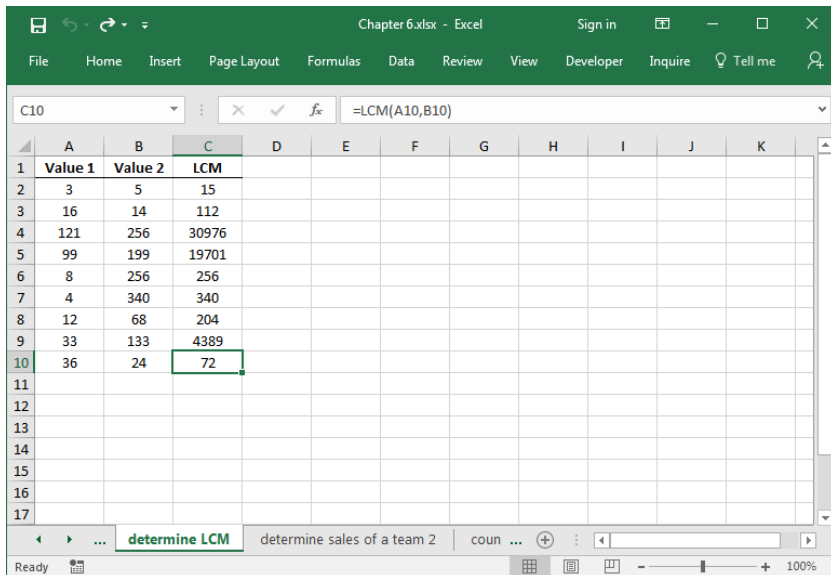 Chapter 6.xlsx - Excel Sign in
File Home Insert Page Layout Formulas Data Review View Developer Inquire Tell me
C10 fx =LCM(A10,B10)
A B C D E F G H I J K
1 Value 1 Value 2 LCM
2 3 5 15
3 16 14 112
4 121 256 30976
5 99 199 19701
6 8 256 256
7 4 340 340
8 12 68 204
9 33 133 4389
10 36 24 72
11
12
13
14
15
16
17
... determine LCM determine sales of a team 2 coun ...
Ready 100%